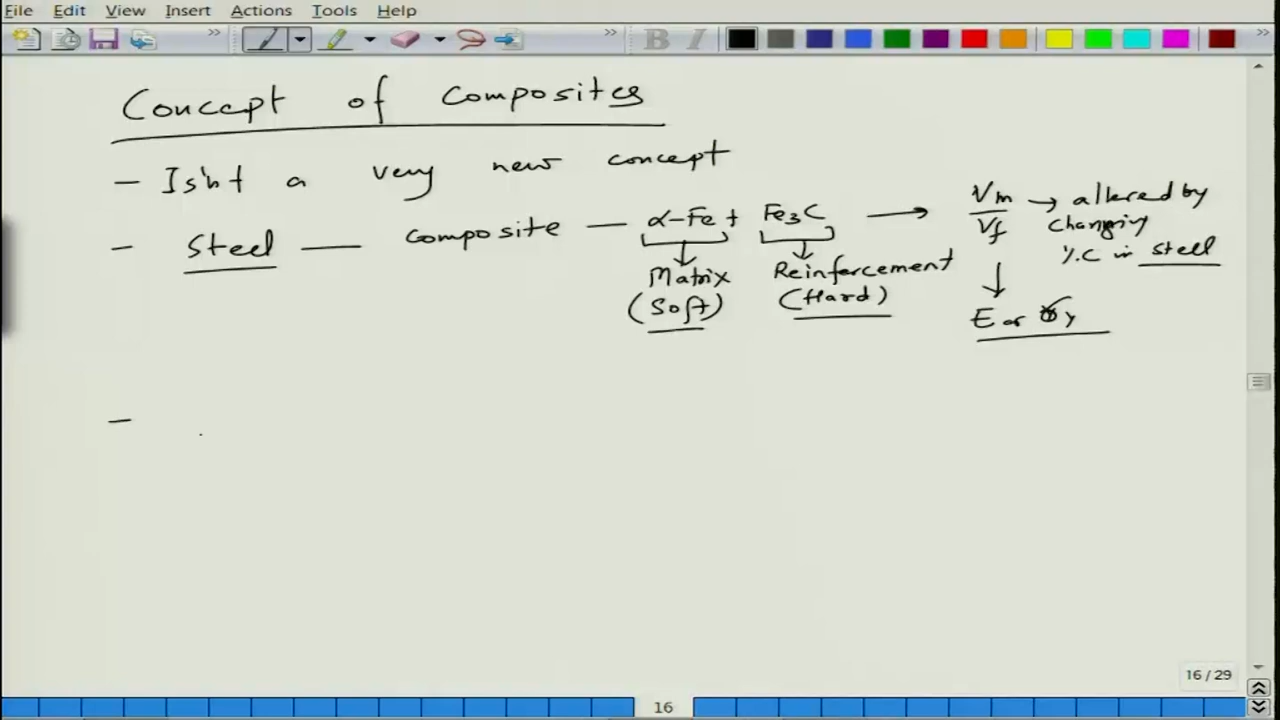 File Edit View Insert Actions Tools Help
B I
Concept of Composites
– Isn't a very new concept
– Steel — composite — α-Fe + Fe₃C → Vm/Vf → altered by
changing
%C in steel
Matrix Reinforcement
(Soft) (Hard)
E or σy
–
16 / 29
16